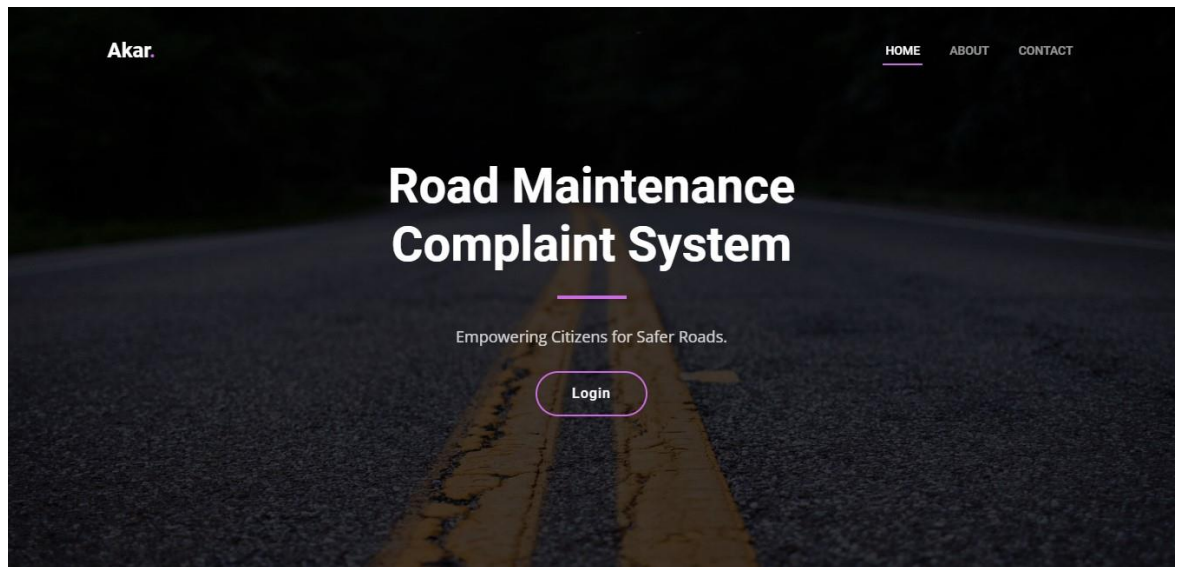 Akar.
HOME ABOUT CONTACT
Road Maintenance
Complaint System
Empowering Citizens for Safer Roads.
Login